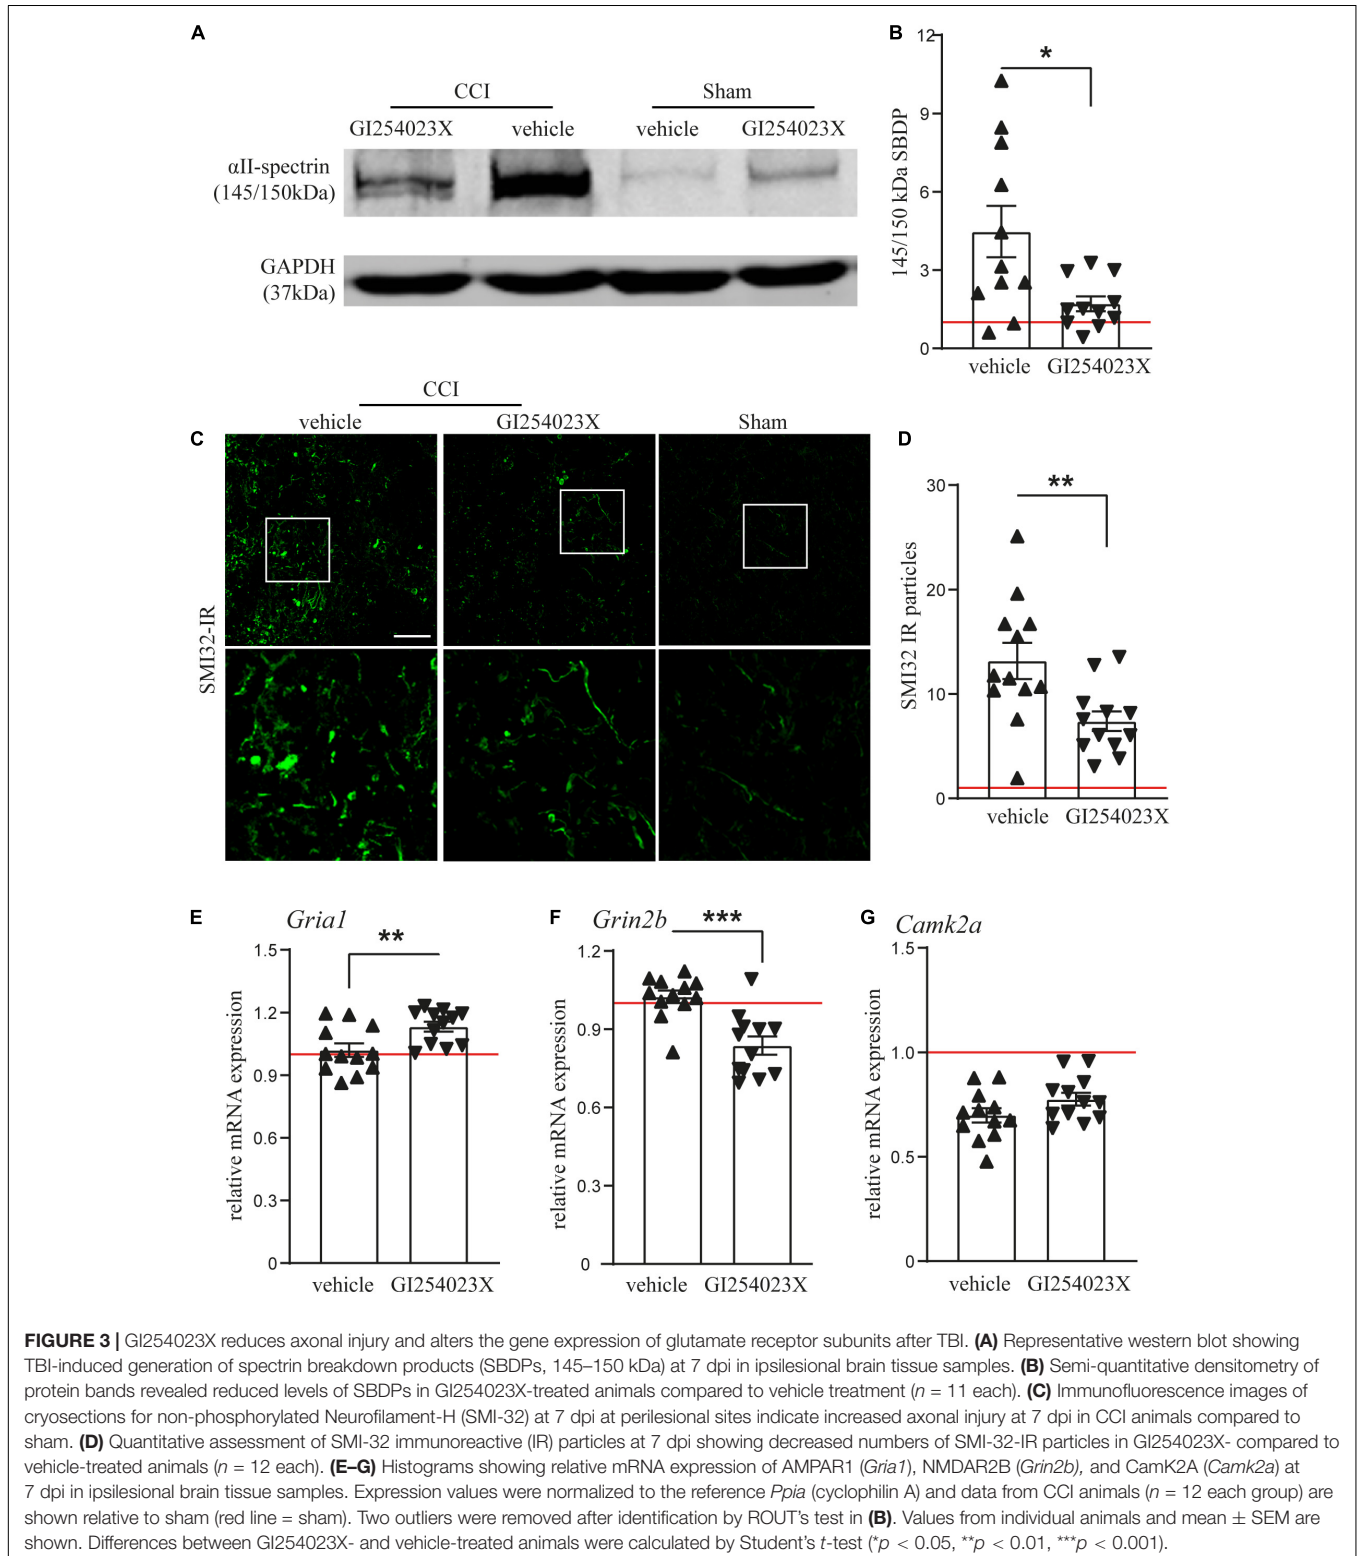 A
CCI
Sham
GI254023X
vehicle
vehicle
GI254023X
αII-spectrin
(145/150kDa)
GAPDH
(37kDa)
B
145/150 kDa SBDP
12
9
6
3
0
*
vehicle
GI254023X
C
CCI
vehicle
GI254023X
Sham
SMI32-IR
D
SMI32 IR particles
30
20
10
0
**
vehicle
GI254023X
E
Gria1
relative mRNA expression
1.5
1.2
0.9
0.6
0.3
0
**
vehicle
GI254023X
F
Grin2b
relative mRNA expression
1.2
0.9
0.6
0.3
0
***
vehicle
GI254023X
G
Camk2a
relative mRNA expression
1.5
1.0
0.5
0
vehicle
GI254023X
FIGURE 3 | GI254023X reduces axonal injury and alters the gene expression of glutamate receptor subunits after TBI. (A) Representative western blot showing
TBI-induced generation of spectrin breakdown products (SBDPs, 145–150 kDa) at 7 dpi in ipsilesional brain tissue samples. (B) Semi-quantitative densitometry of
protein bands revealed reduced levels of SBDPs in GI254023X-treated animals compared to vehicle treatment (n = 11 each). (C) Immunofluorescence images of
cryosections for non-phosphorylated Neurofilament-H (SMI-32) at 7 dpi at perilesional sites indicate increased axonal injury at 7 dpi in CCI animals compared to
sham. (D) Quantitative assessment of SMI-32 immunoreactive (IR) particles at 7 dpi showing decreased numbers of SMI-32-IR particles in GI254023X- compared to
vehicle-treated animals (n = 12 each). (E–G) Histograms showing relative mRNA expression of AMPAR1 (Gria1), NMDAR2B (Grin2b), and CamK2A (Camk2a) at
7 dpi in ipsilesional brain tissue samples. Expression values were normalized to the reference Ppia (cyclophilin A) and data from CCI animals (n = 12 each group) are
shown relative to sham (red line = sham). Two outliers were removed after identification by ROUT's test in (B). Values from individual animals and mean ± SEM are
shown. Differences between GI254023X- and vehicle-treated animals were calculated by Student's t-test (*p < 0.05, **p < 0.01, ***p < 0.001).